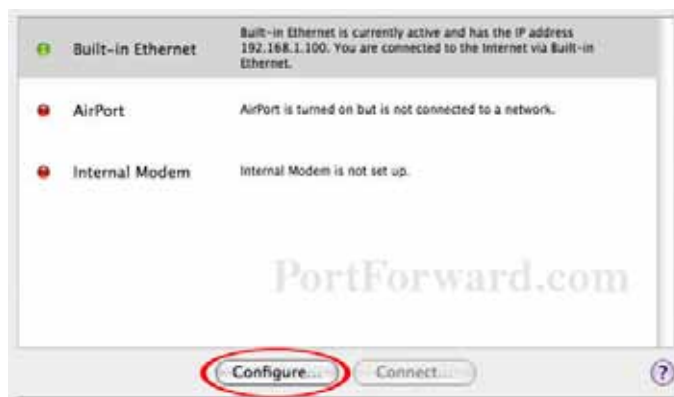 Built-in Ethernet
Built-in Ethernet is currently active and has the IP address
192.168.1.100. You are connected to the Internet via Built-in
Ethernet.
AirPort
AirPort is turned on but is not connected to a network.
Internal Modem
Internal Modem is not set up.
PortForward.com
Configure...
Connect...
?